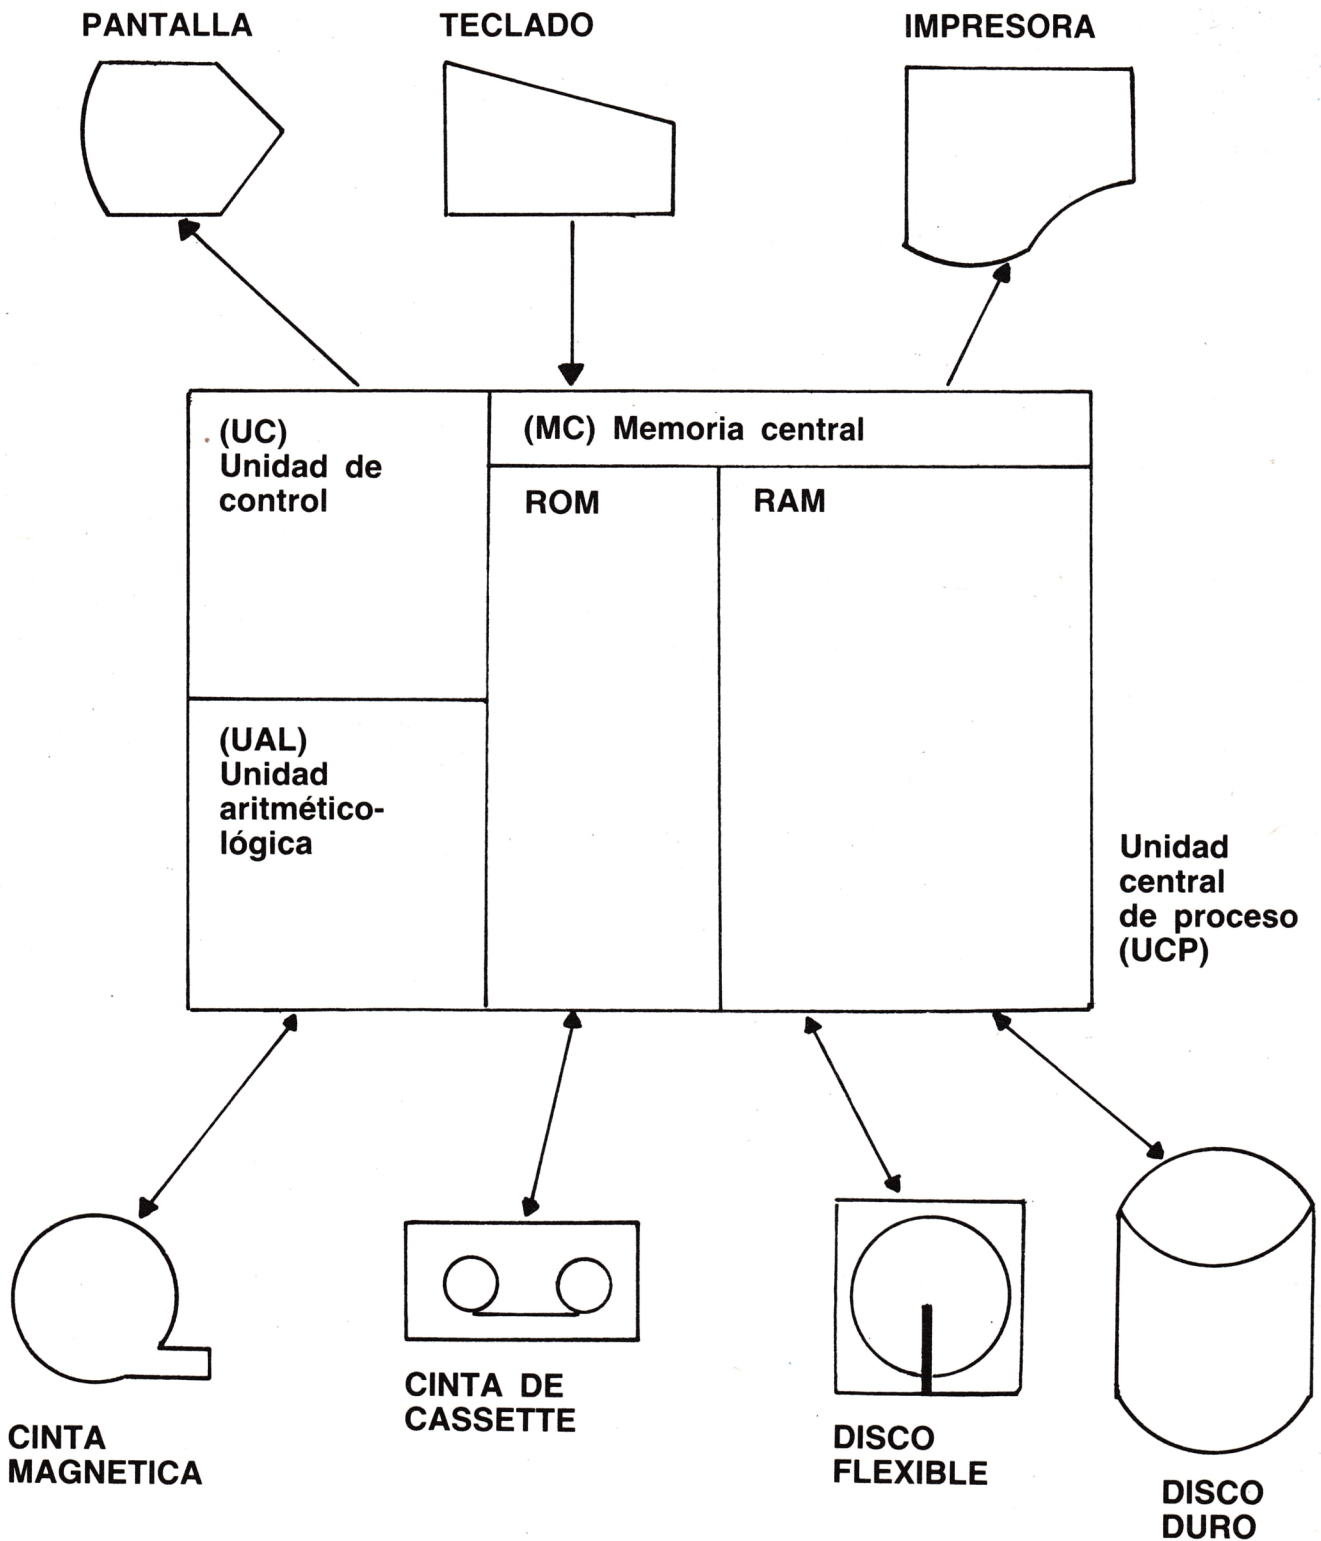 PANTALLA
TECLADO
IMPRESORA
(UC)
Unidad de
control
(MC) Memoria central
ROM
RAM
(UAL)
Unidad
aritmético-
lógica
Unidad
central
de proceso
(UCP)
CINTA
MAGNETICA
CINTA DE
CASSETTE
DISCO
FLEXIBLE
DISCO
DURO